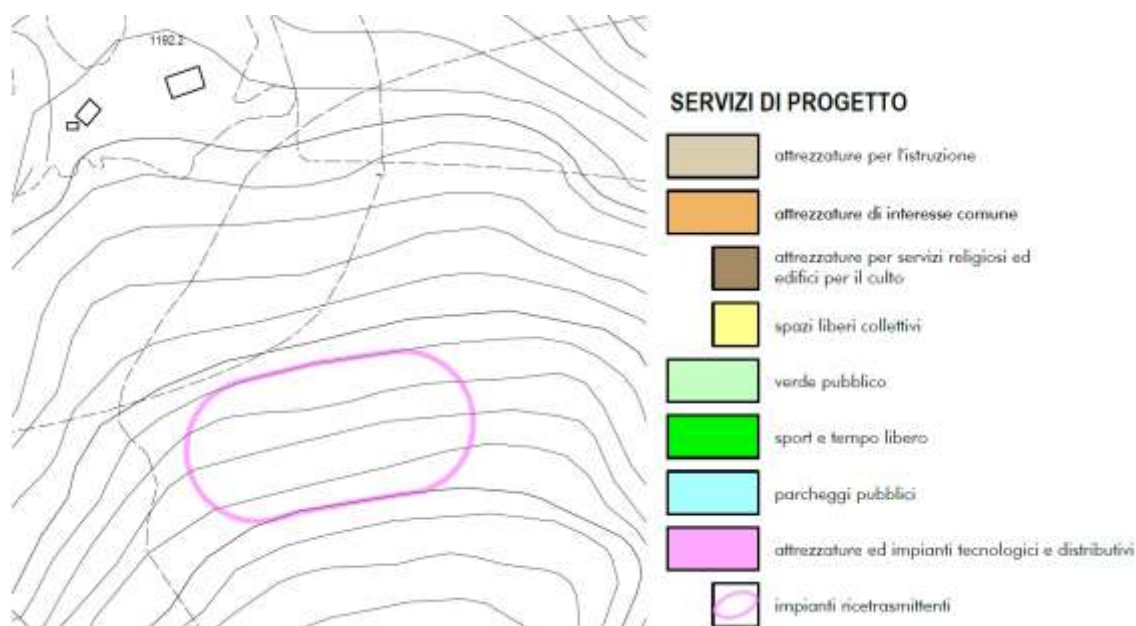 1192.2
SERVIZI DI PROGETTO
attrezzature per l'istruzione
attrezzature di interesse comune
attrezzature per servizi religiosi ed
edifici per il culto
spazi liberi collettivi
verde pubblico
sport e tempo libero
parcheggi pubblici
attrezzature ed impianti tecnologici e distributivi
impianti ricetrasmittenti